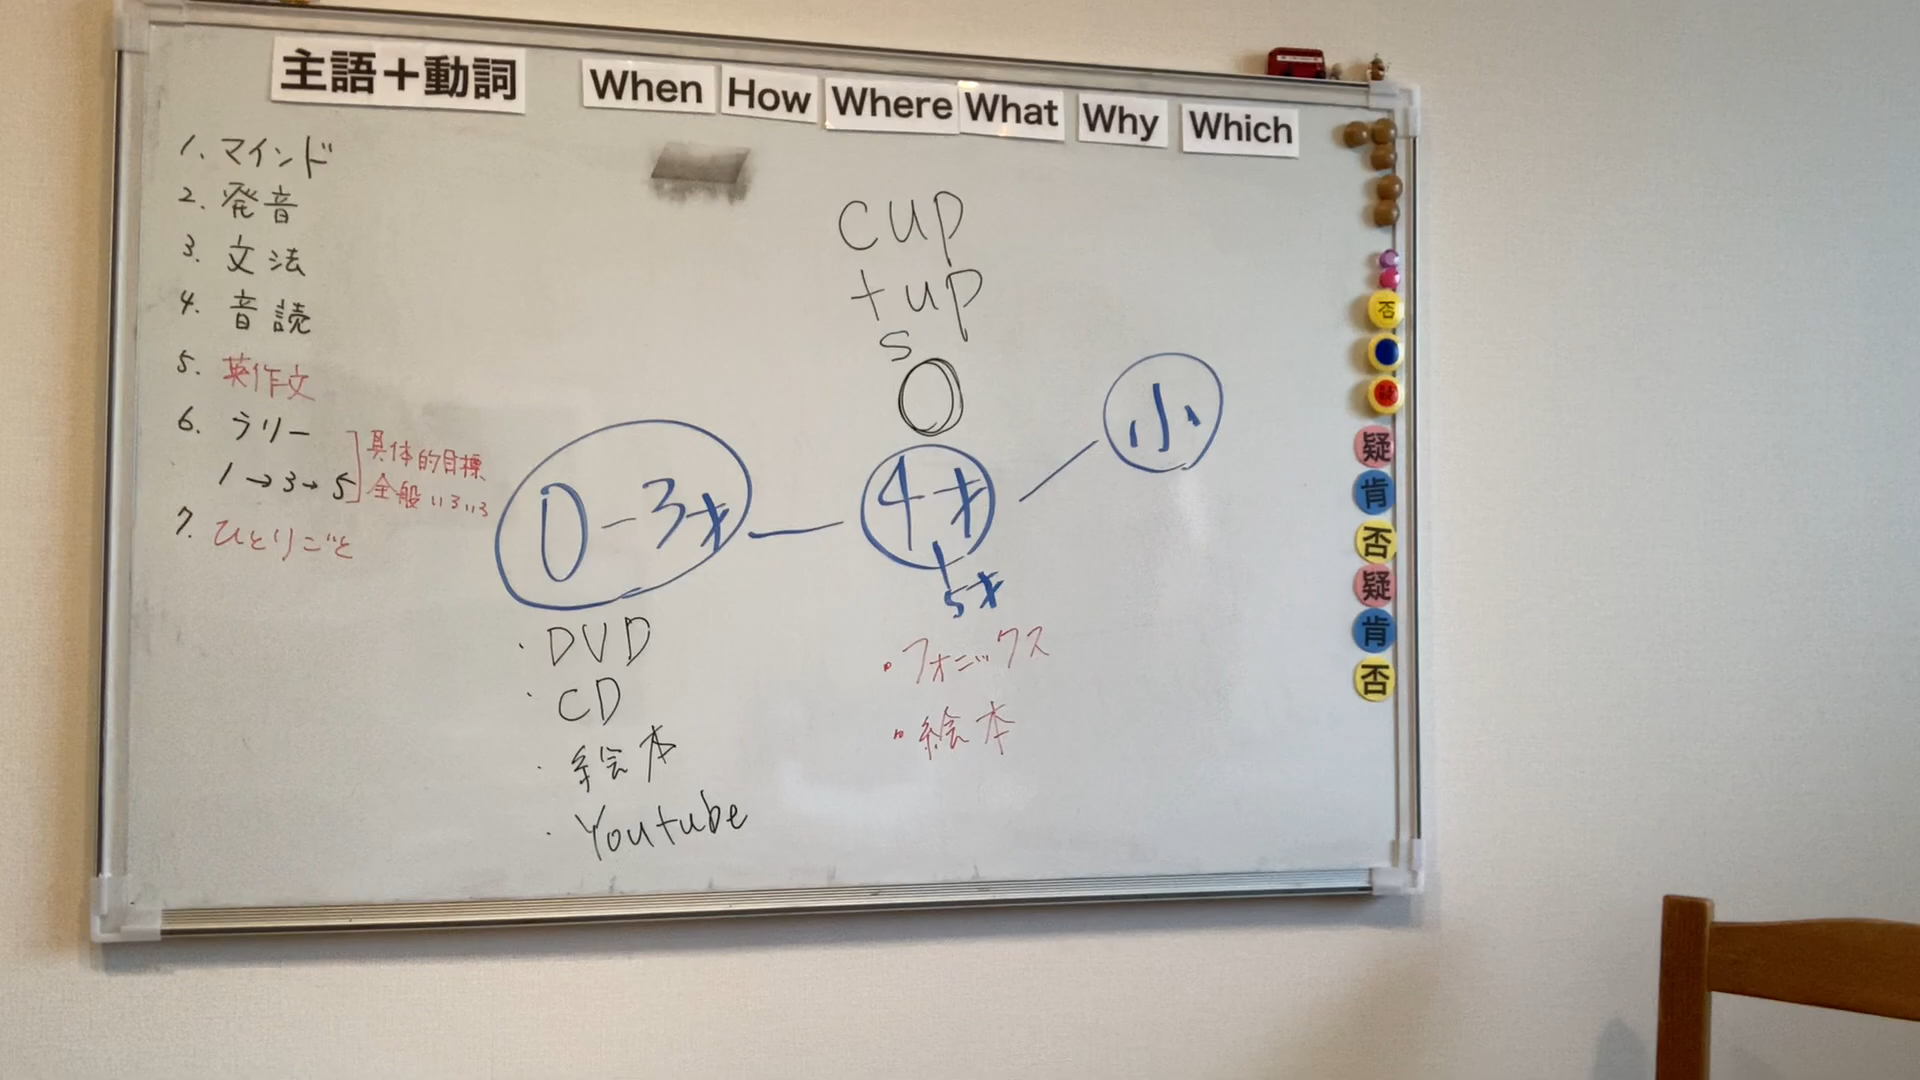 主語+動詞
When How Where What Why Which
1. マインド
2. 発音
3. 文法
4. 音読
5. 英作文
6. ラリー
1→3→5
具体的目標
全般いろいろ
7. ひとりごと
cup
tup
s
0-3才
4才
5才
小
・DVD
・CD
・絵本
・Youtube
・フォニックス
・絵本
否
疑
肯
否
疑
肯
否